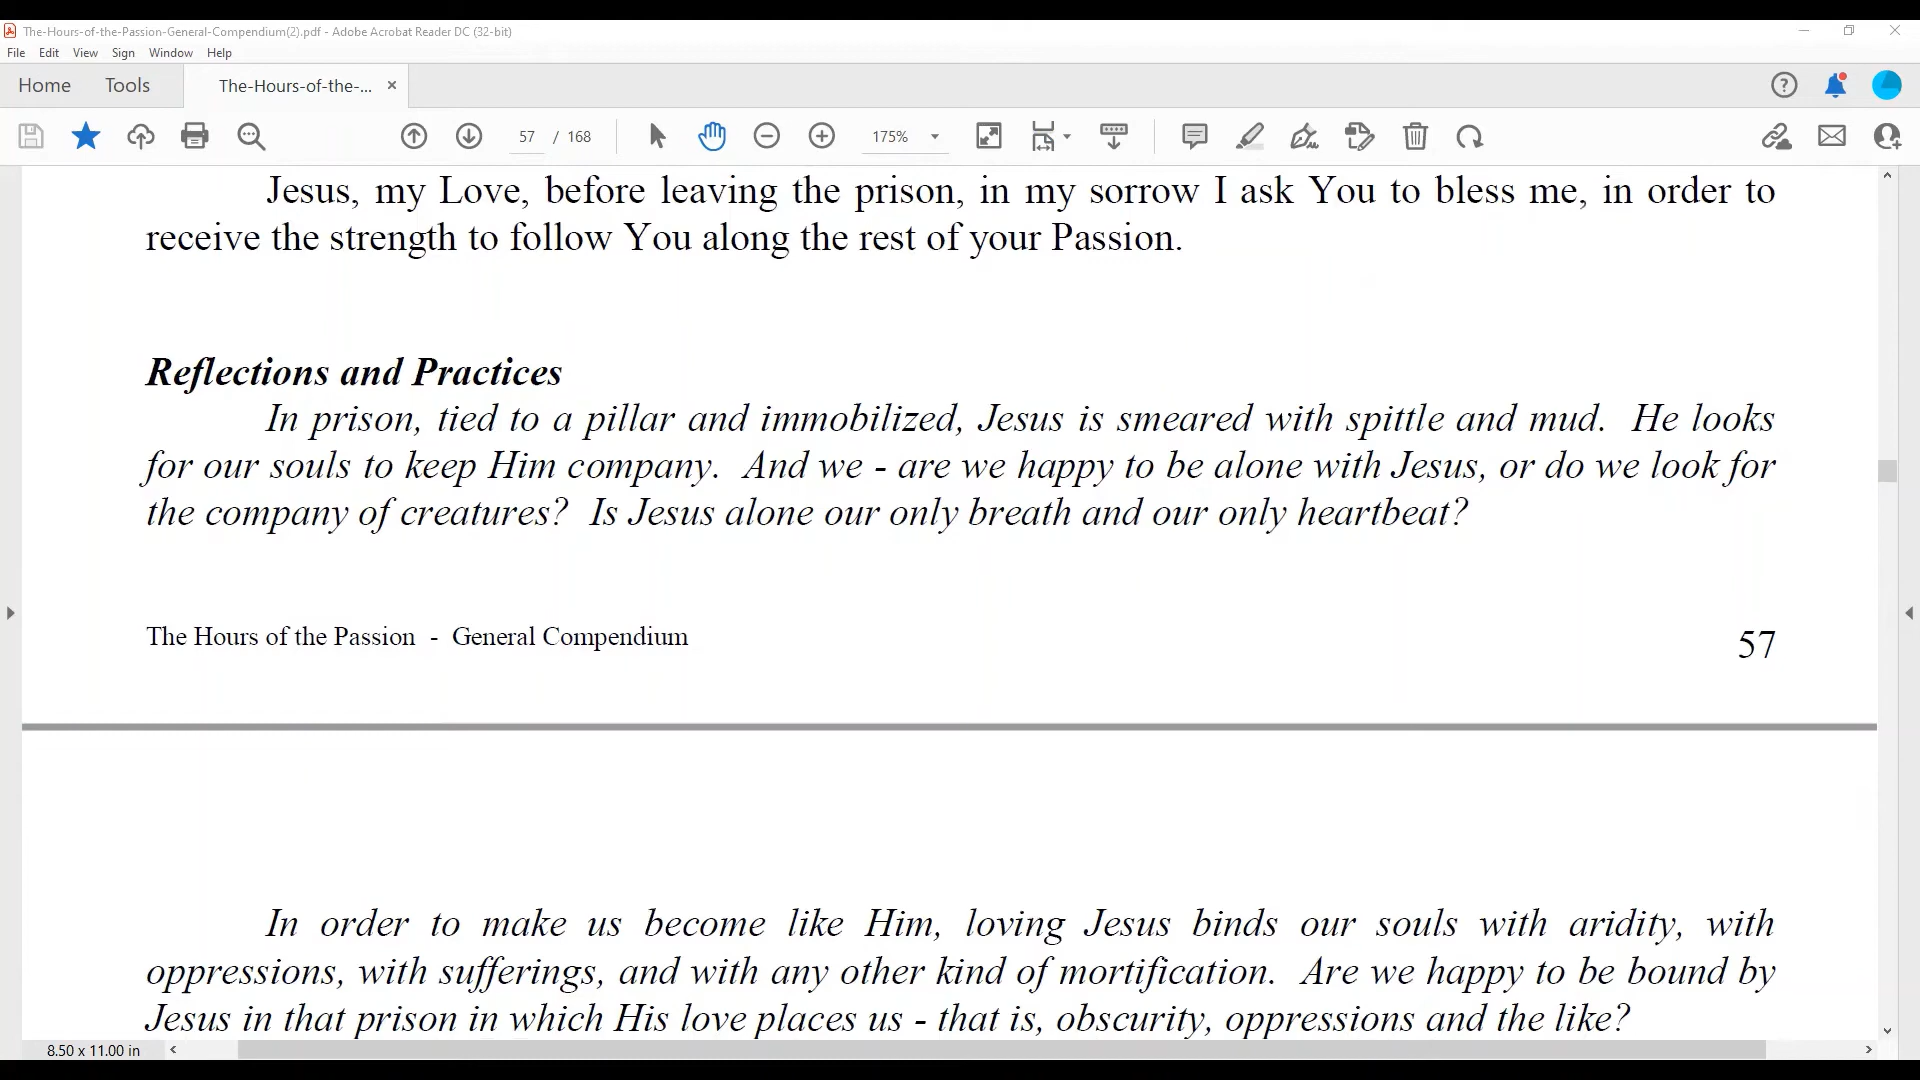 The-Hours-of-the-Passion-General-Compendium(2).pdf - Adobe Acrobat Reader DC (32-bit)
File Edit View Sign Window Help
Home Tools The-Hours-of-the-... ×
57 / 168 175%
Jesus, my Love, before leaving the prison, in my sorrow I ask You to bless me, in order to
receive the strength to follow You along the rest of your Passion.
Reflections and Practices
In prison, tied to a pillar and immobilized, Jesus is smeared with spittle and mud. He looks
for our souls to keep Him company. And we - are we happy to be alone with Jesus, or do we look for
the company of creatures? Is Jesus alone our only breath and our only heartbeat?
The Hours of the Passion - General Compendium 57
In order to make us become like Him, loving Jesus binds our souls with aridity, with
oppressions, with sufferings, and with any other kind of mortification. Are we happy to be bound by
Jesus in that prison in which His love places us - that is, obscurity, oppressions and the like?
8.50 x 11.00 in